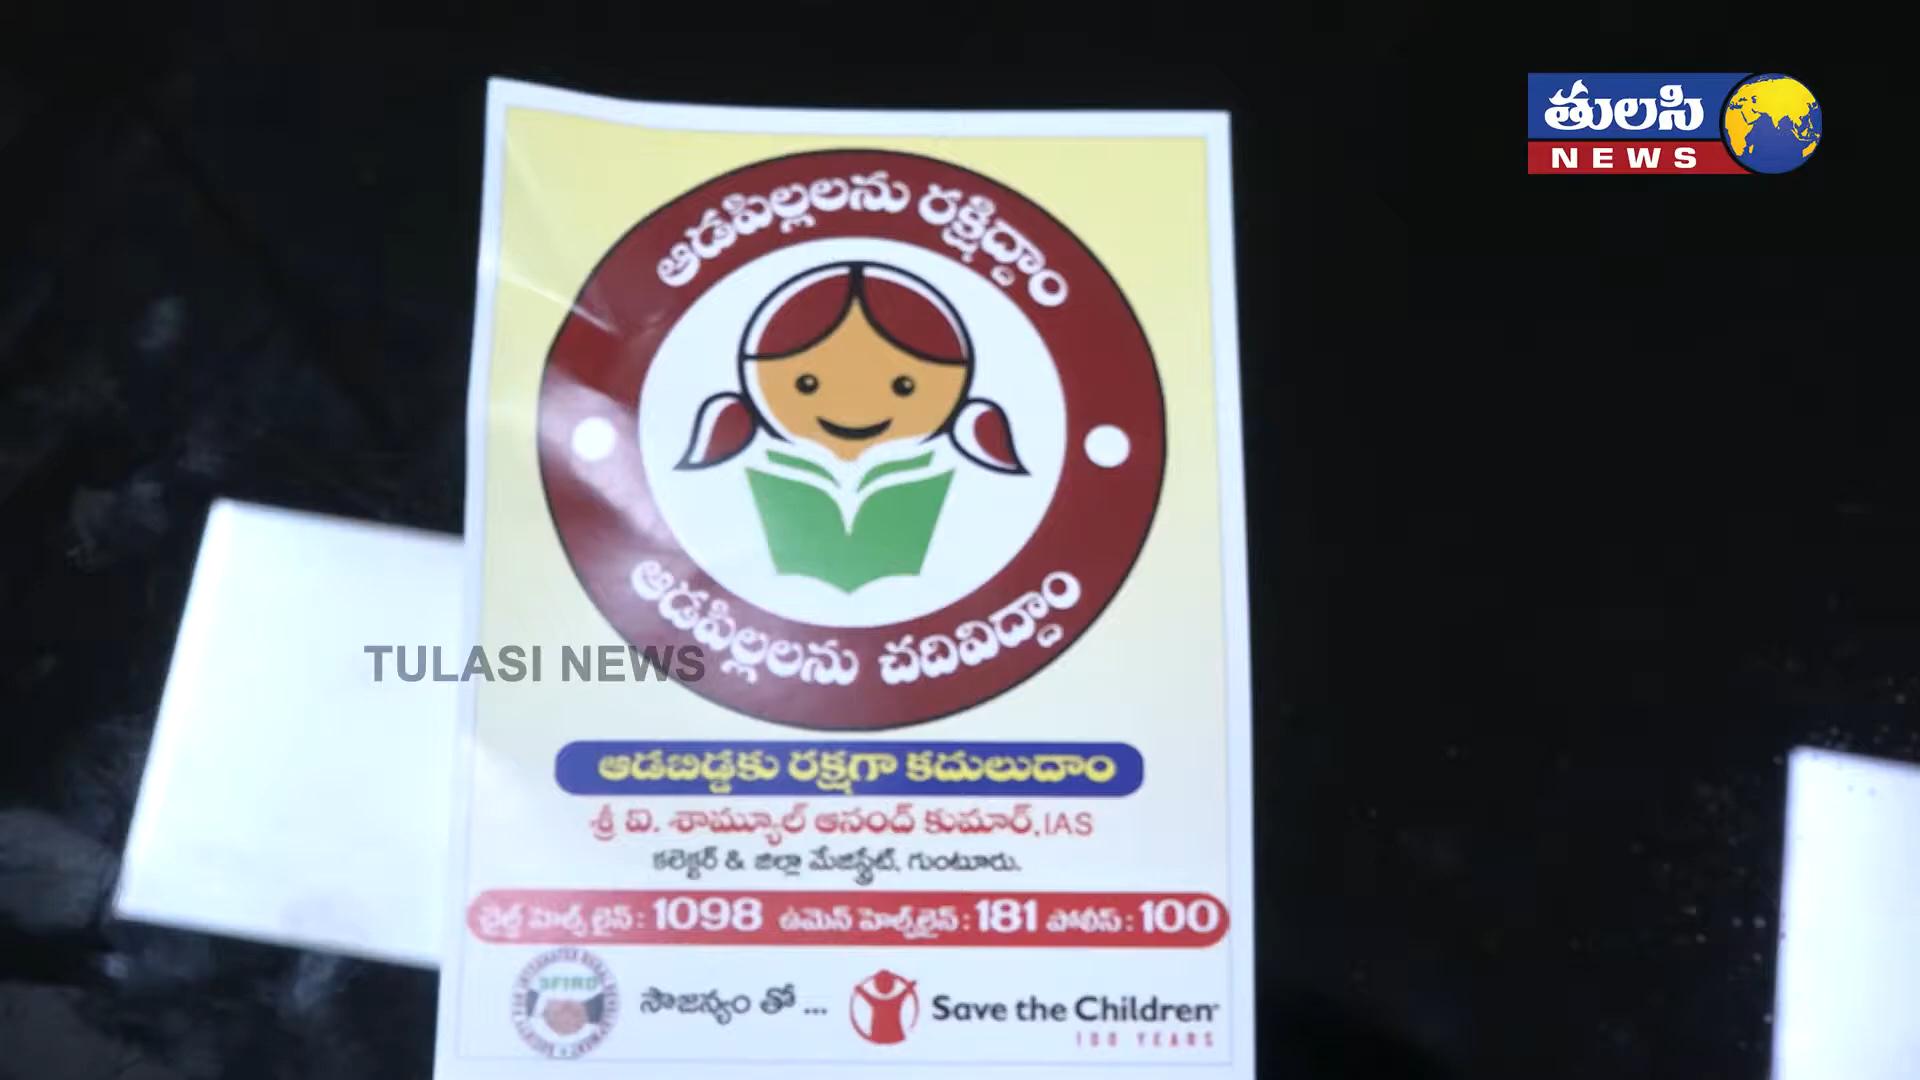 తులసి
NEWS
ఆడపిల్లలను రక్షిద్దాం
ఆడపిల్లలను చదివిద్దాం
TULASI NEWS
ఆడబిడ్డకు రక్షగా కదులుదాం
శ్రీ వి. శామ్యూల్ ఆనంద్ కుమార్, IAS
కలెక్టర్ & జిల్లా మేజిస్ట్రేట్, గుంటూరు.
చైల్డ్ హెల్ప్ లైన్ : 1098 ఉమెన్ హెల్ప్‌లైన్ : 181 పోలీస్ : 100
SFIRD
సౌజన్యం తో ...
Save the Children
100 YEARS